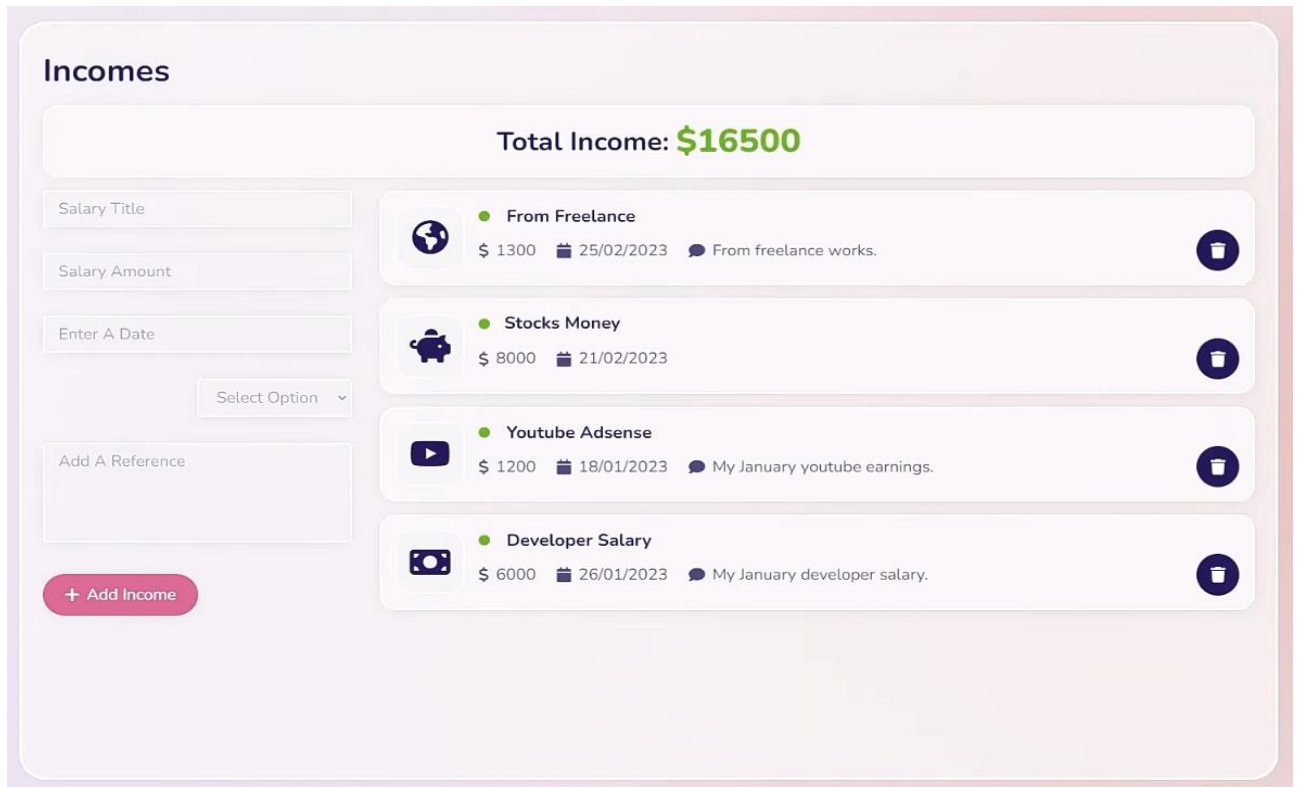 Incomes
Total Income: $16500
Salary Title
Salary Amount
Enter A Date
Select Option
Add A Reference
+ Add Income
From Freelance
$ 1300 25/02/2023 From freelance works.
Stocks Money
$ 8000 21/02/2023
Youtube Adsense
$ 1200 18/01/2023 My January youtube earnings.
Developer Salary
$ 6000 26/01/2023 My January developer salary.